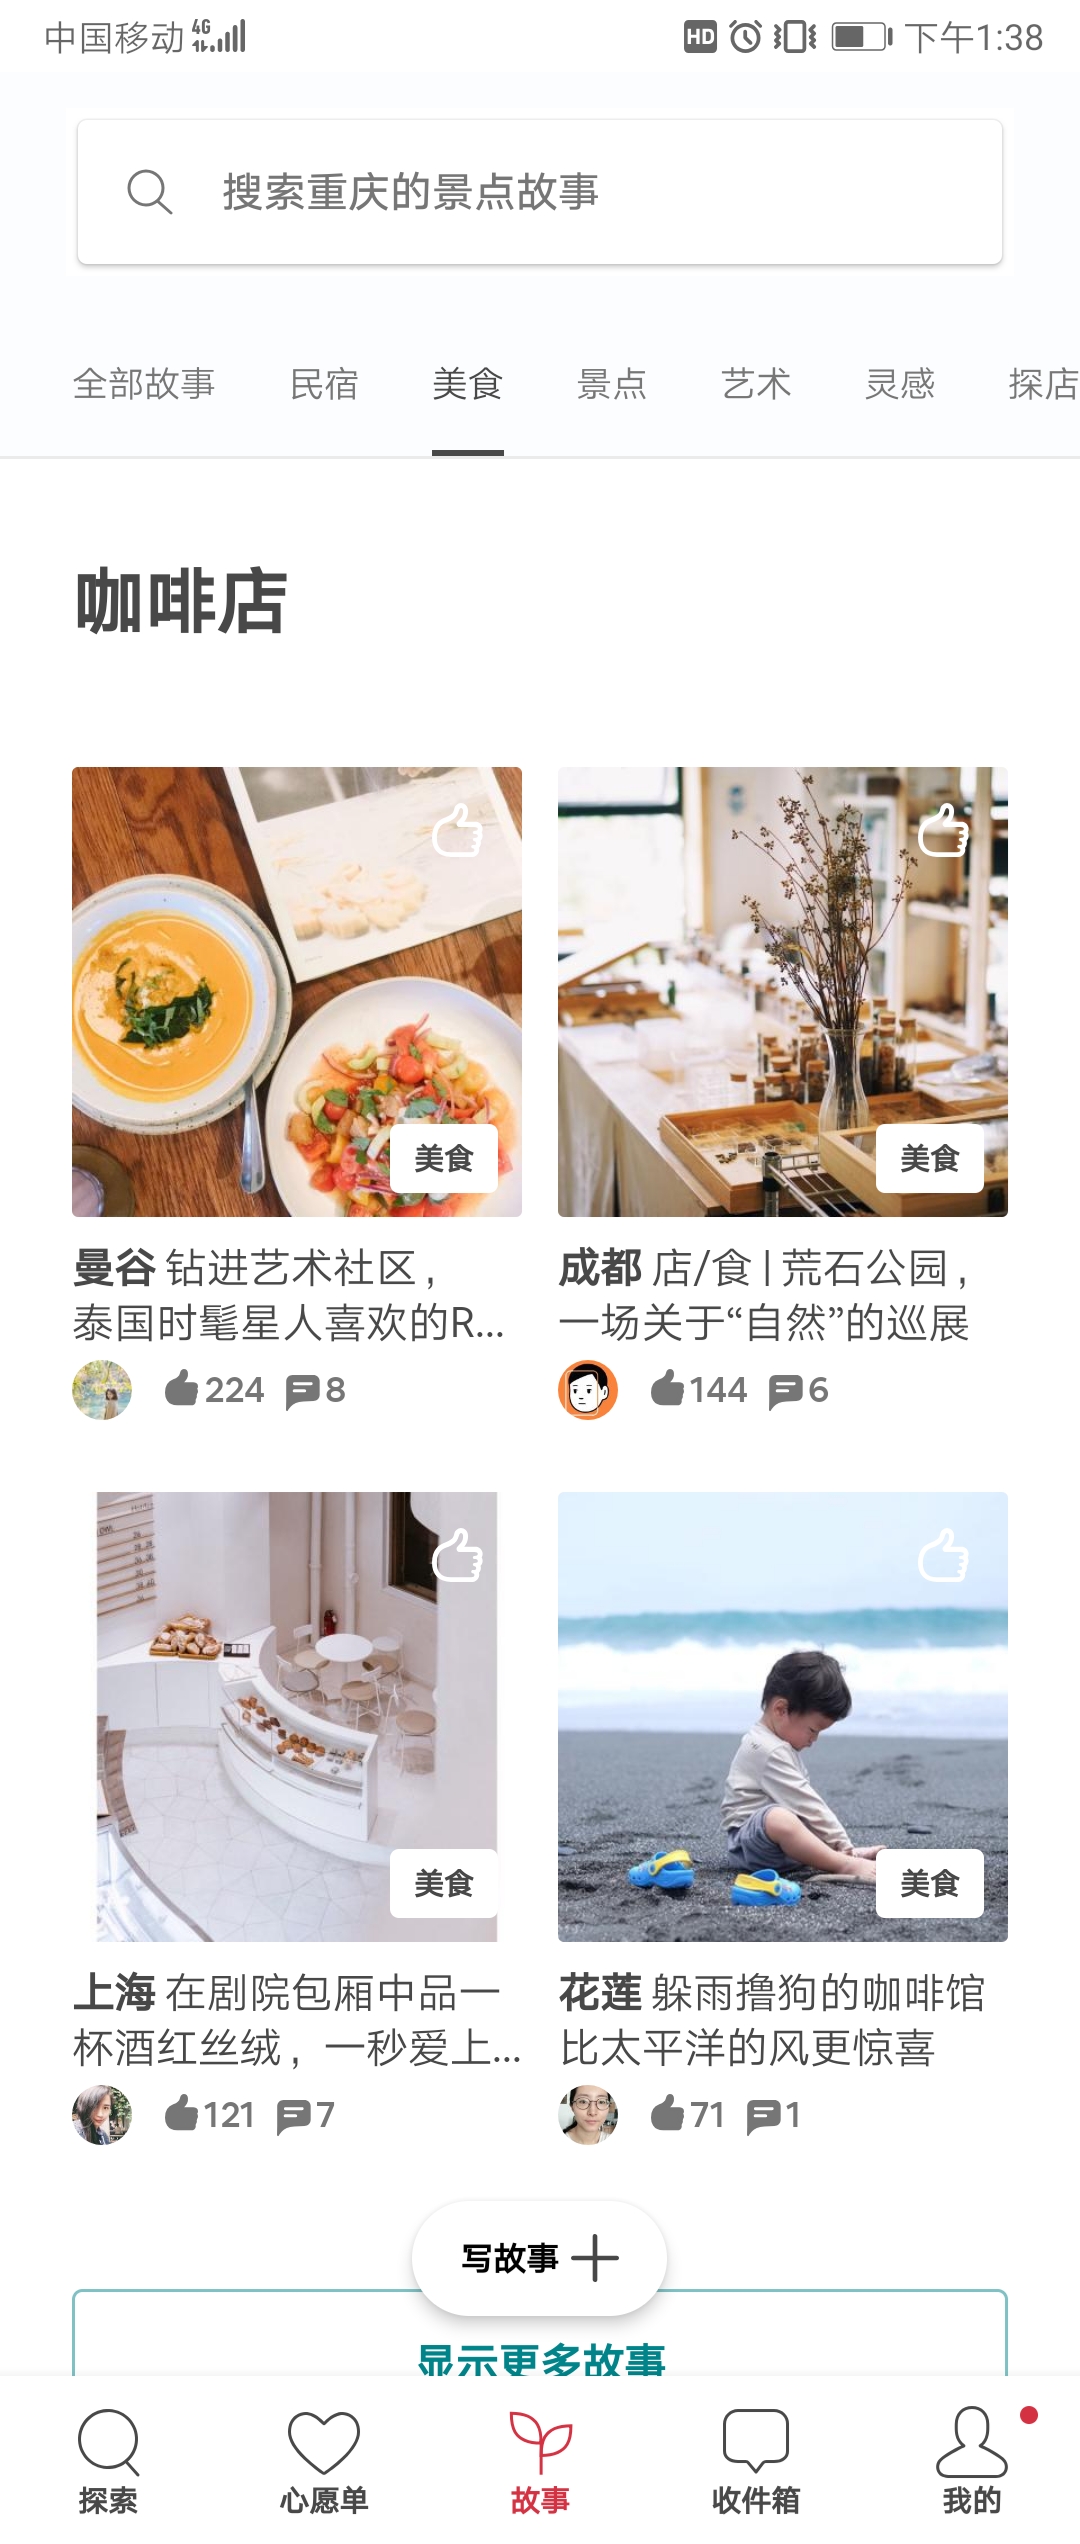 中国移动 4G HD 下午1:38
搜索重庆的景点故事
全部故事 民宿 美食 景点 艺术 灵感 探店
咖啡店
美食 美食
曼谷 钻进艺术社区，
泰国时髦星人喜欢的R...
224 8
成都 店/食 | 荒石公园，
一场关于“自然”的巡展
144 6
美食 美食
上海 在剧院包厢中品一
杯酒红丝绒，一秒爱上...
121 7
花莲 躲雨撸狗的咖啡馆
比太平洋的风更惊喜
71 1
写故事
显示更多故事
探索 心愿单 故事 收件箱 我的